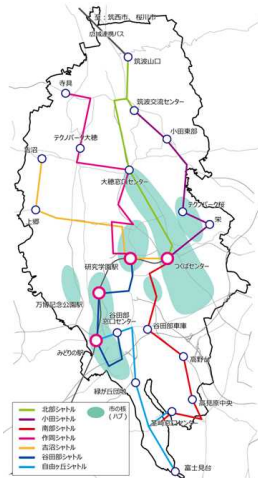 至：筑西市、桜川市
広域連携バス
筑波山口
寺具
筑波交流センター
テクノパーク大穂
小田東部
吉沼
大穂窓口センター
テクノパーク桜
上郷
栄
研究学園駅
つくばセンター
万博記念公園駅
谷田部
窓口センター
谷田部車庫
みどりの駅
高野台
緑が丘団地
高見原中央
茎崎窓口センター
富士見台
北部シャトル
小田シャトル
南部シャトル
作岡シャトル
吉沼シャトル
谷田部シャトル
自由ヶ丘シャトル
市の核
(ハブ)